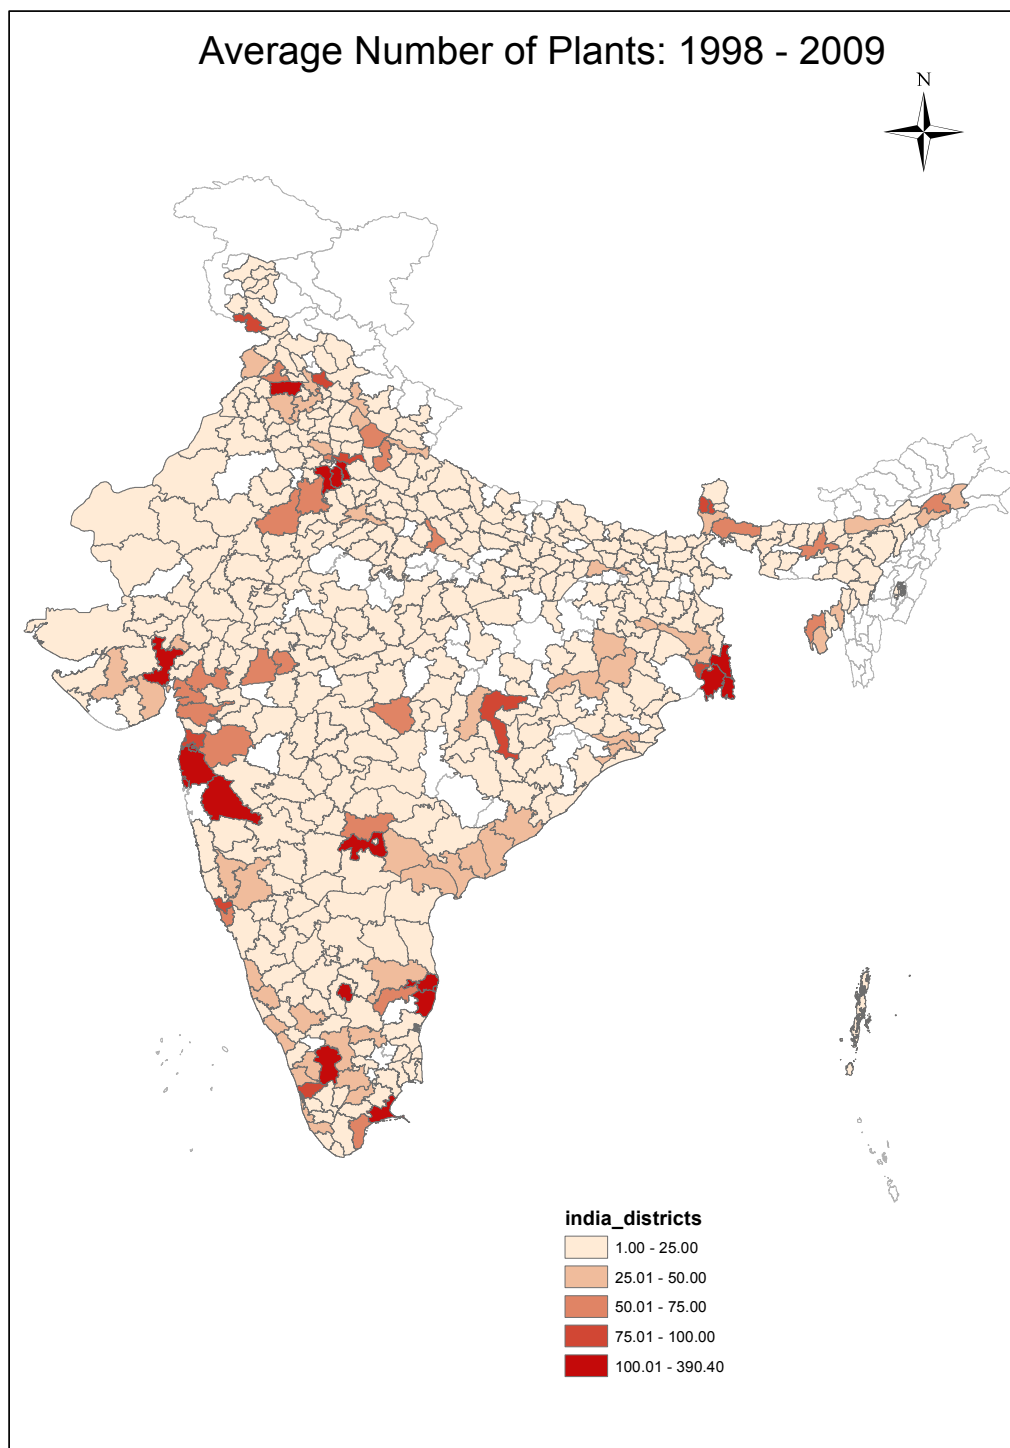 Average Number of Plants: 1998 - 2009
N
india_districts
1.00 - 25.00
25.01 - 50.00
50.01 - 75.00
75.01 - 100.00
100.01 - 390.40